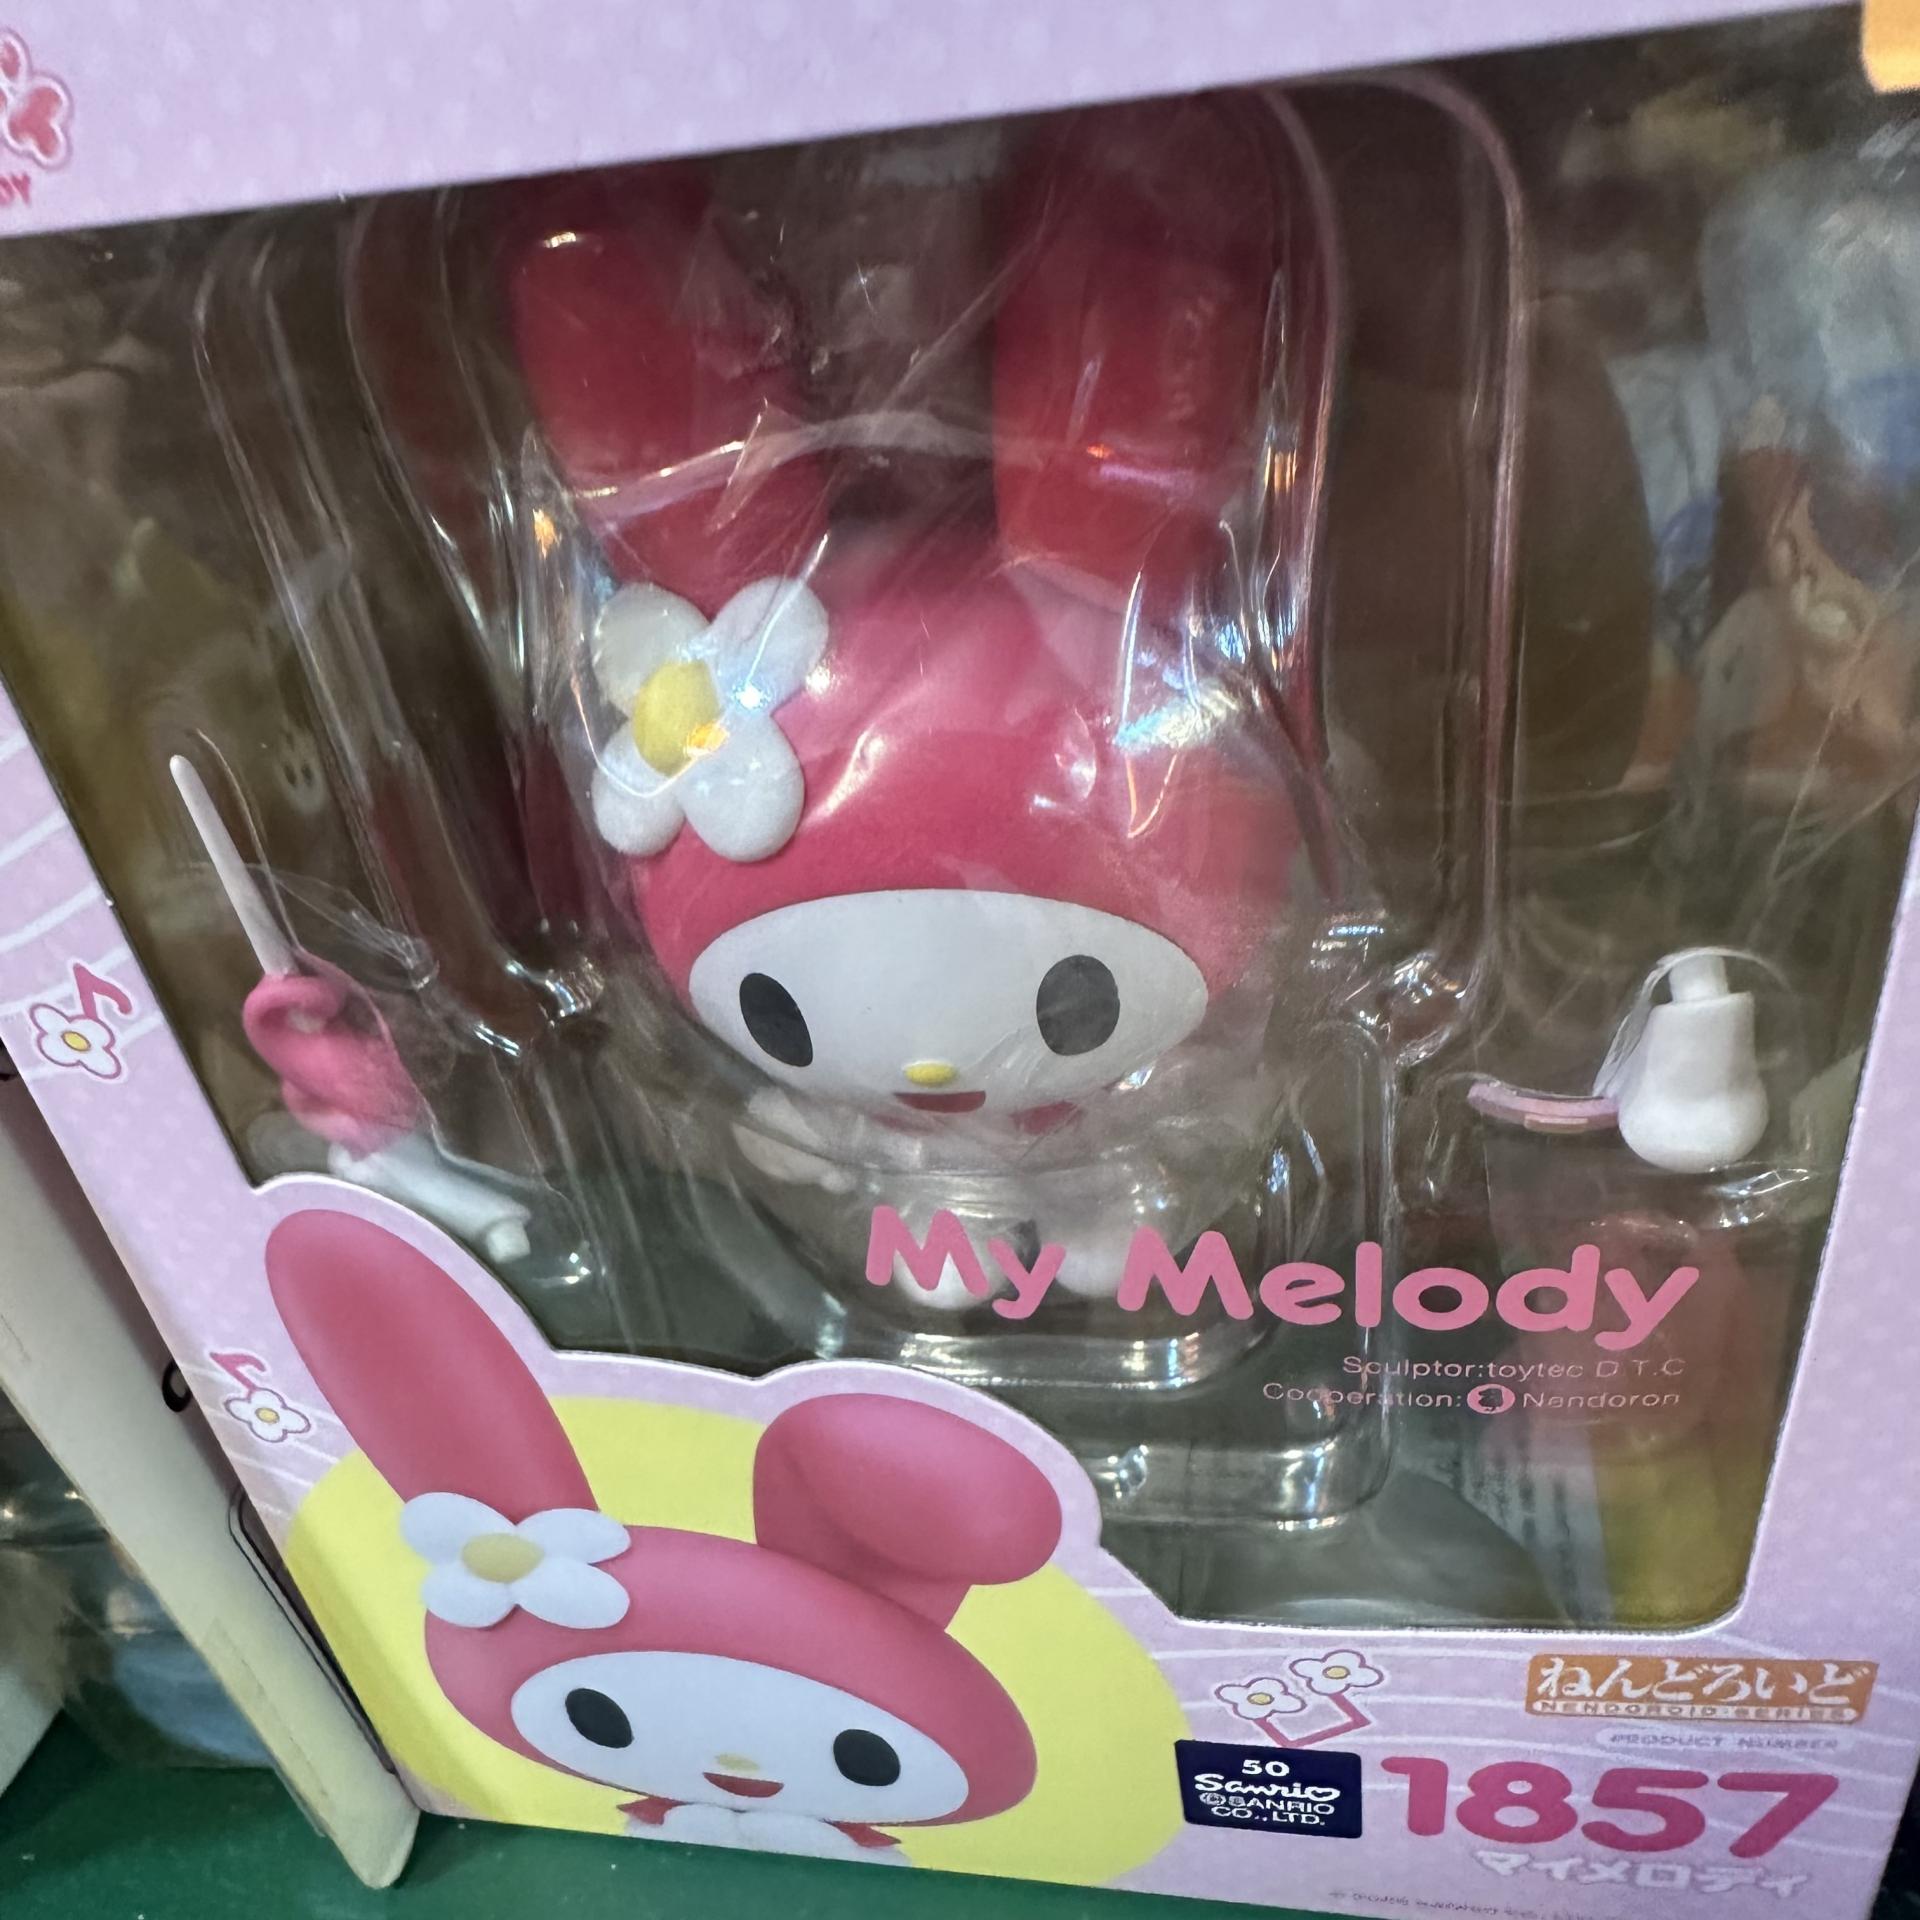 My Melody
Sculptor:toytec D.T.C
Cooperation: Nendoron
ねんどろいど
NENDOROID SERIES
PRODUCT NUMBER
1857
マイメロディ
50
Sanrio
©SANRIO
CO.,LTD.